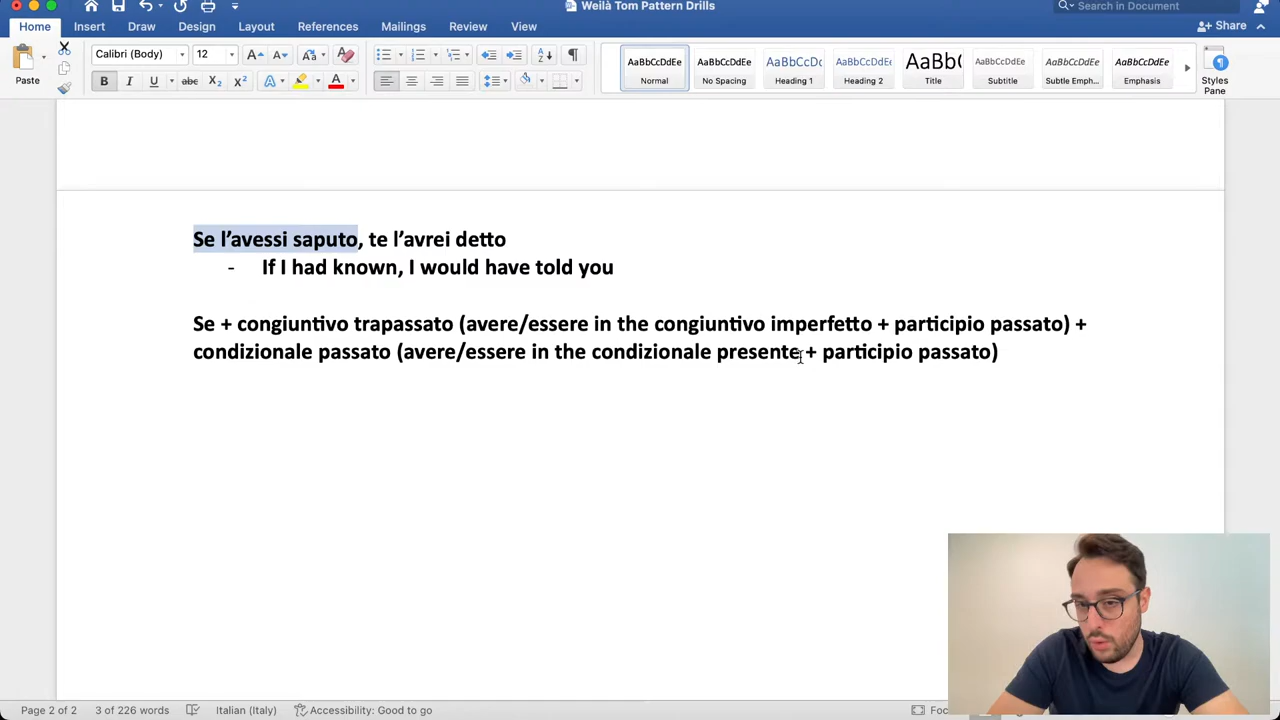 Weilà Tom Pattern Drills
Search in Document
Home Insert Draw Design Layout References Mailings Review View
Share
Paste
Calibri (Body) 12
AaBbCcDdEe AaBbCcDdEe AaBbCcDc AaBbCcDdEe AaBb( AaBbCcDdEe AaBbCcDdEe AaBbCcDdEe
Normal No Spacing Heading 1 Heading 2 Title Subtitle Subtle Emph... Emphasis
Styles
Pane
Se l’avessi saputo, te l’avrei detto
- If I had known, I would have told you
Se + congiuntivo trapassato (avere/essere in the congiuntivo imperfetto + participio passato) +
condizionale passato (avere/essere in the condizionale presente + participio passato)
Page 2 of 2 3 of 226 words Italian (Italy) Accessibility: Good to go